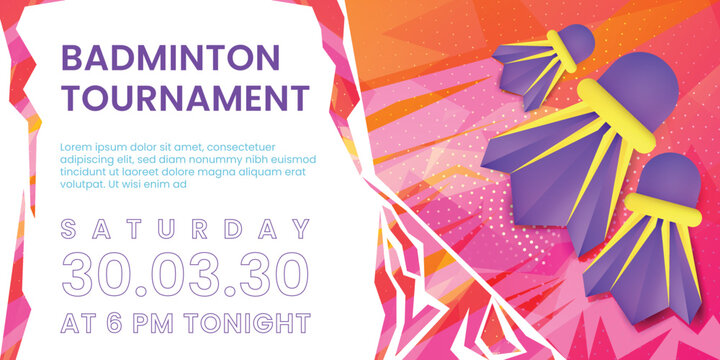 BADMINTON
TOURNAMENT
Lorem ipsum dolor sit amet, consectetuer
adipiscing elit, sed diam nonummy nibh euismod
tincidunt ut laoreet dolore magna aliquam erat
volutpat. Ut wisi enim ad
SATURDAY
30.03.30
AT 6 PM TONIGHT